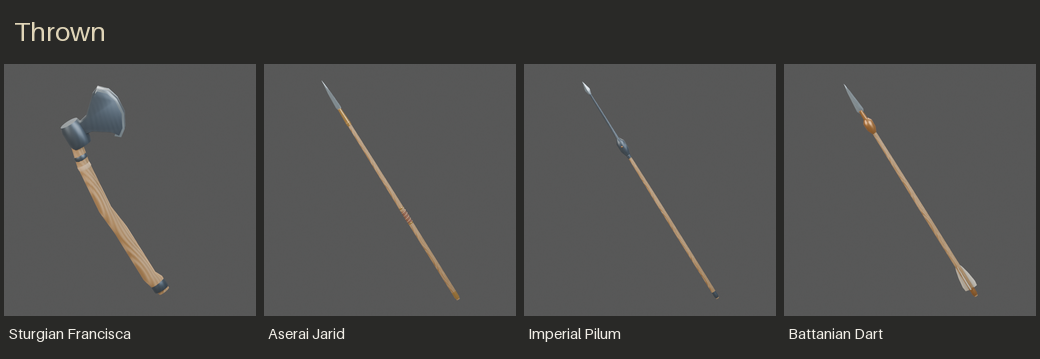 Thrown
Sturgian Francisca
Aserai Jarid
Imperial Pilum
Battanian Dart